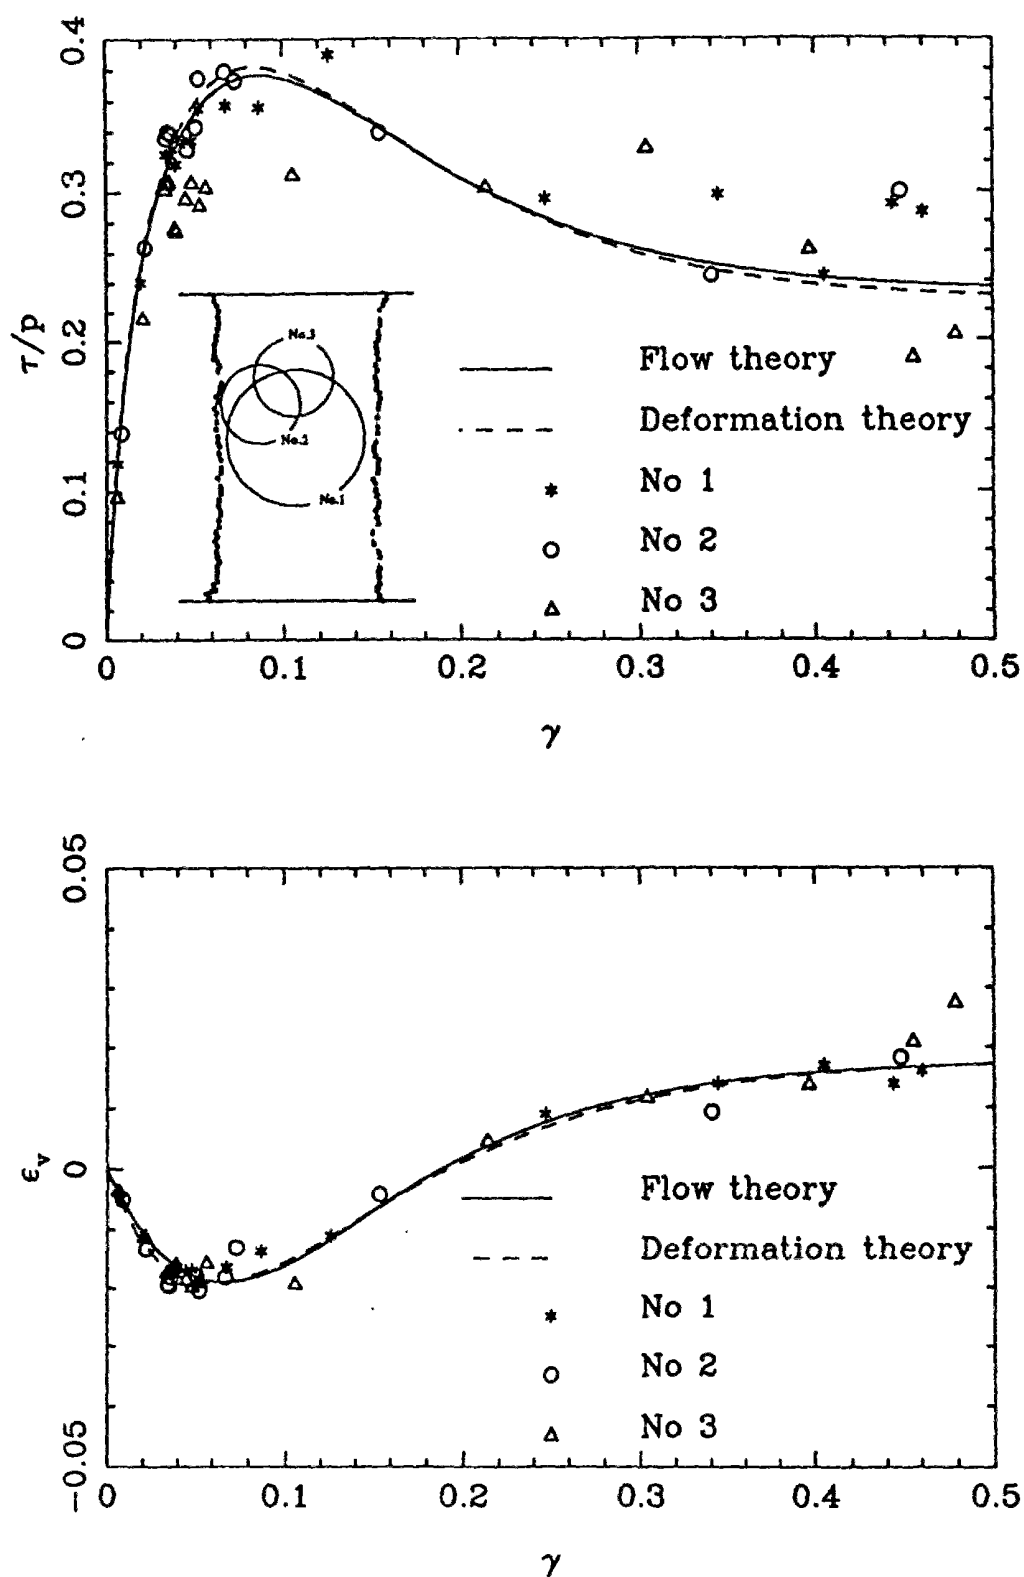 0.4
0.3
0.2
0.1
0
τ/p
No.3
No.2
No.1
Flow theory
Deformation theory
No 1
No 2
No 3
0 0.1 0.2 0.3 0.4 0.5
γ
0.05
0
−0.05
ϵv
Flow theory
Deformation theory
No 1
No 2
No 3
0 0.1 0.2 0.3 0.4 0.5
γ